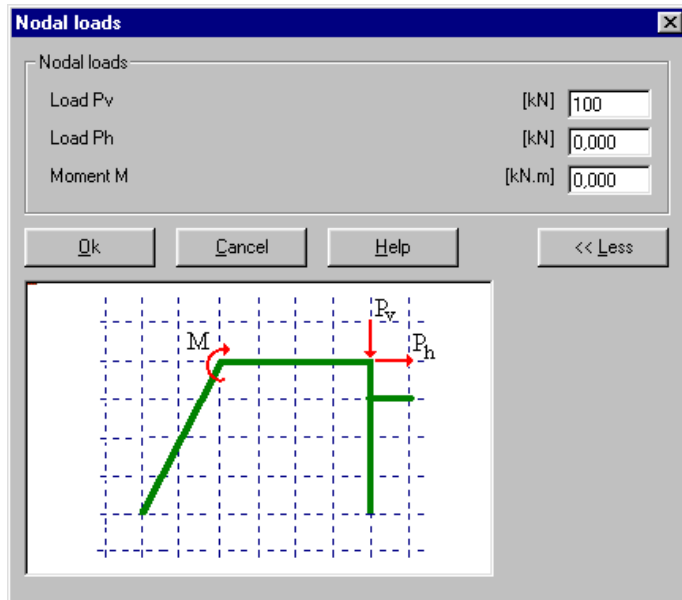 Nodal loads
Nodal loads
Load Pv [kN] 100
Load Ph [kN] 0,000
Moment M [kN.m] 0,000
Ok Cancel Help << Less
Pv
M Ph